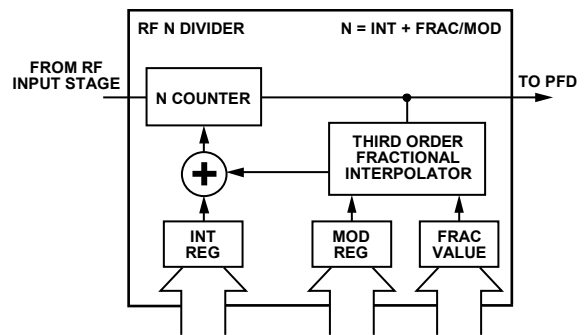 RF N DIVIDER
N = INT + FRAC/MOD
FROM RF
INPUT STAGE
TO PFD
N COUNTER
THIRD ORDER
FRACTIONAL
INTERPOLATOR
+
INT
REG
MOD
REG
FRAC
VALUE